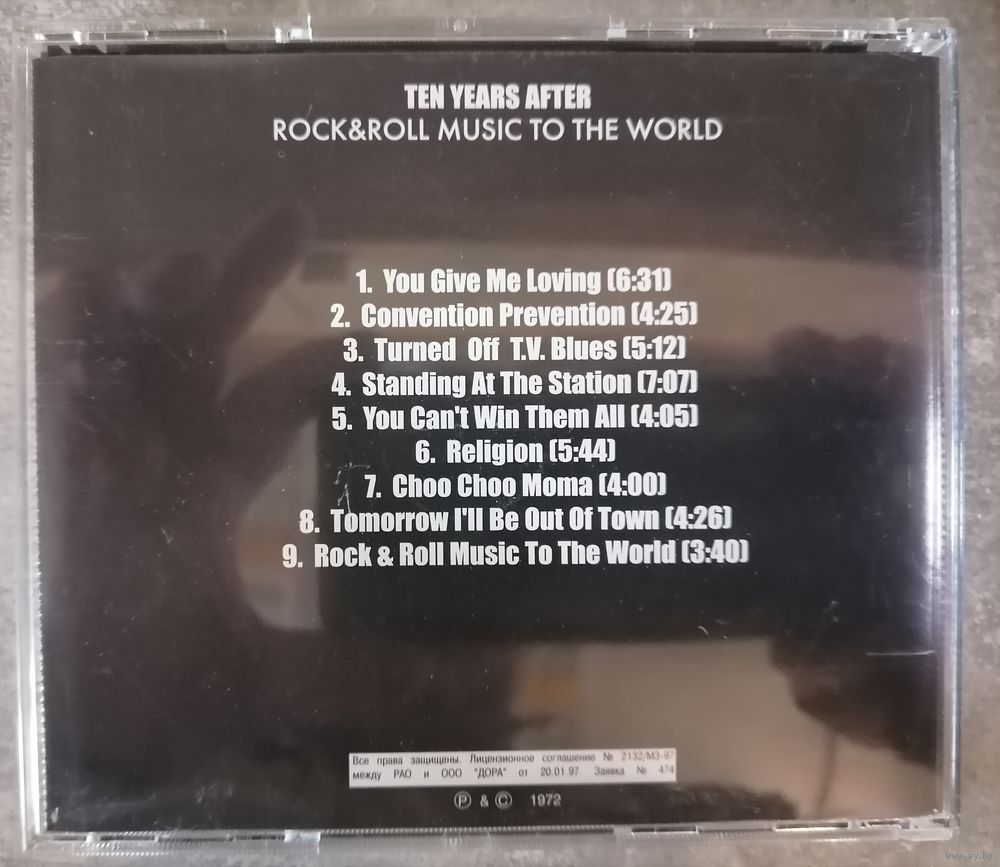 TEN YEARS AFTER
ROCK&ROLL MUSIC TO THE WORLD
1. You Give Me Loving (6:31)
2. Convention Prevention (4:25)
3. Turned Off T.V. Blues (5:12)
4. Standing At The Station (7:07)
5. You Can't Win Them All (4:05)
6. Religion (5:44)
7. Choo Choo Moma (4:00)
8. Tomorrow I'll Be Out Of Town (4:26)
9. Rock & Roll Music To The World (3:40)
Все права защищены. Лицензионное соглашение № 2132/МЗ-97
между РАО и ООО "ДОРА" от 20.01.97. Заявка № 474
Ⓟ & © 1972
www.ay.by